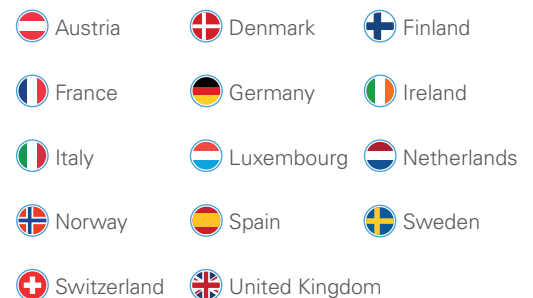 Austria Denmark Finland
France Germany Ireland
Italy Luxembourg Netherlands
Norway Spain Sweden
Switzerland United Kingdom